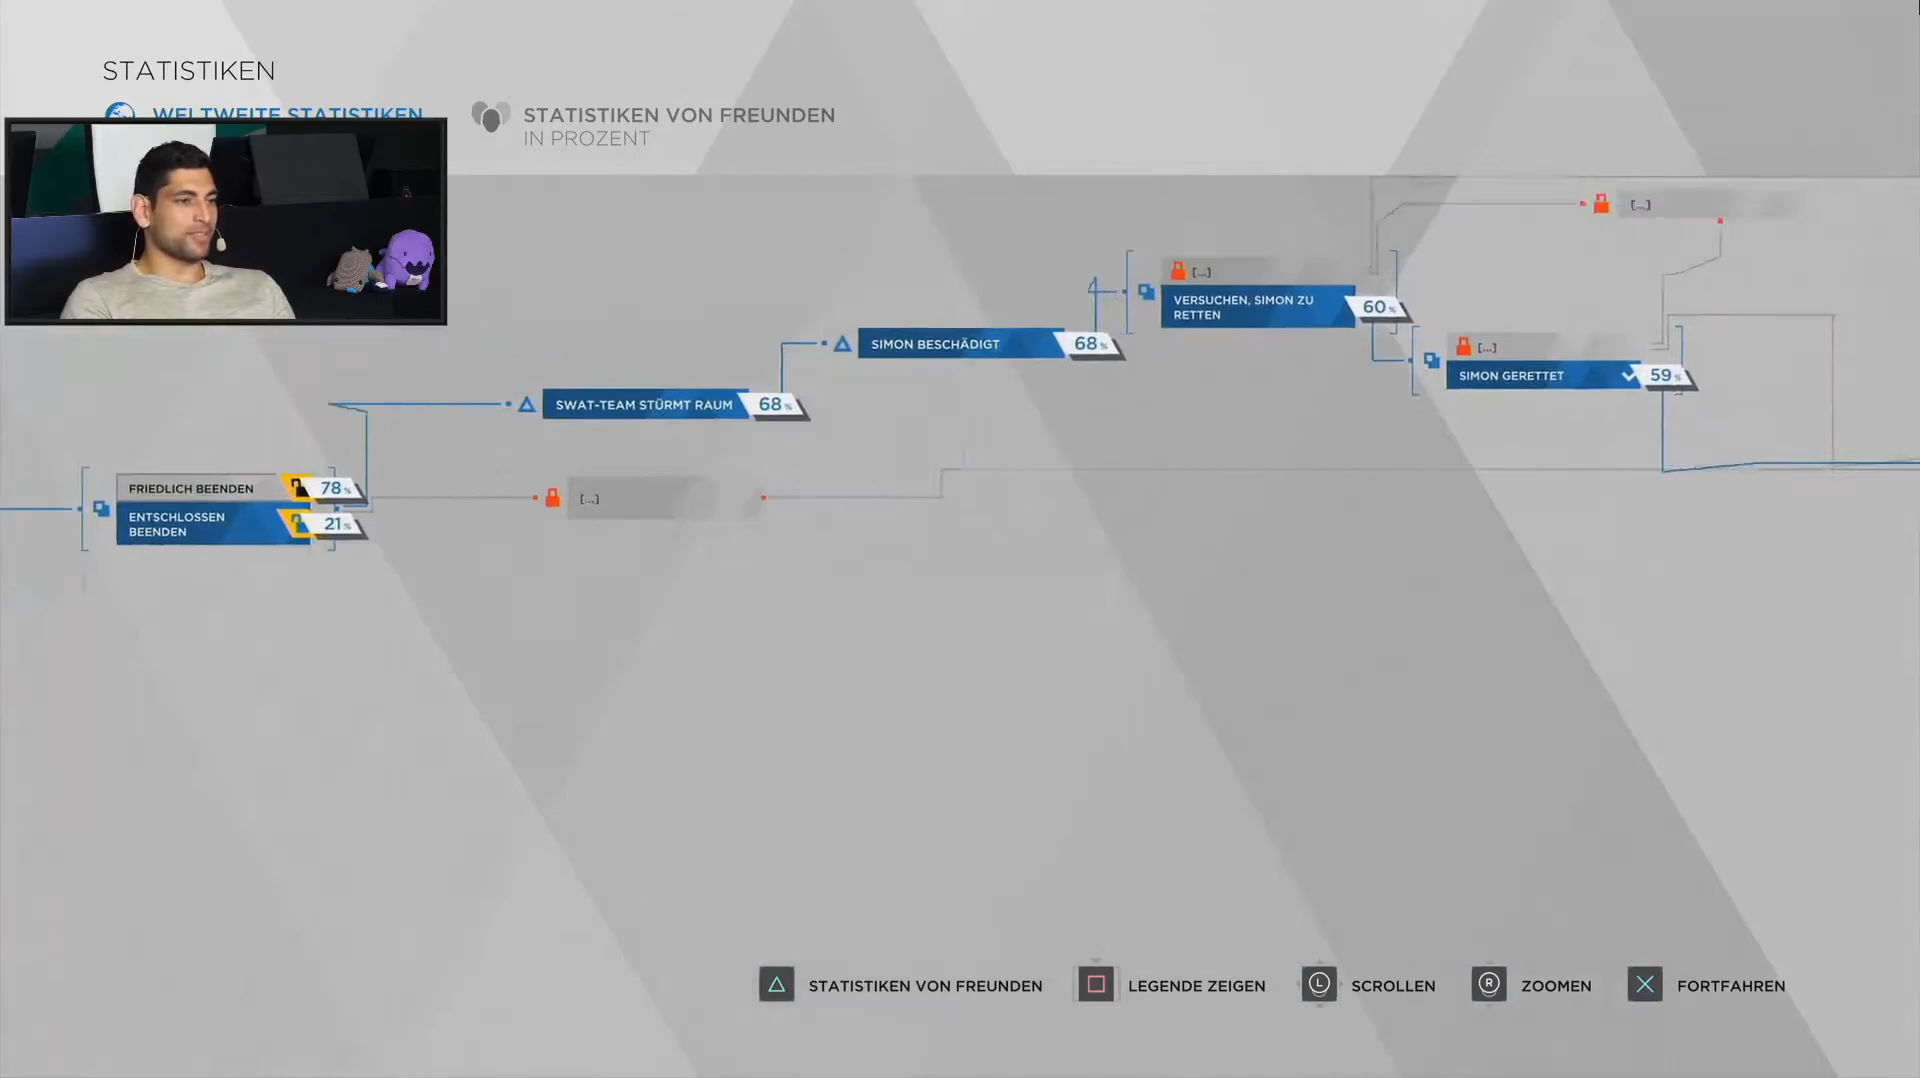 STATISTIKEN
WELTWEITE STATISTIKEN
STATISTIKEN VON FREUNDEN
IN PROZENT
[...]
[...]
VERSUCHEN, SIMON ZU
RETTEN
60%
SIMON BESCHÄDIGT
68%
[...]
SIMON GERETTET
59%
SWAT-TEAM STÜRMT RAUM
68%
FRIEDLICH BEENDEN
78%
[...]
ENTSCHLOSSEN
BEENDEN
21%
STATISTIKEN VON FREUNDEN
LEGENDE ZEIGEN
L
SCROLLEN
R
ZOOMEN
FORTFAHREN